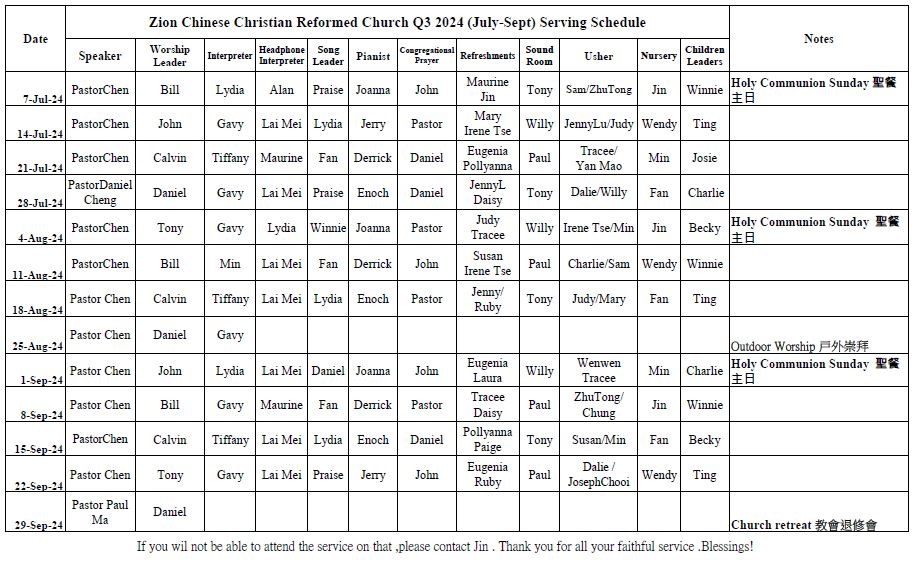 Zion Chinese Christian Reformed Church Q3 2024 (July-Sept) Serving Schedule
Date Speaker Worship Leader Interpreter Headphone Interpreter Song Leader Pianist Congregational Prayer Refreshments Sound Room Usher Nursery Children Leaders Notes
7-Jul-24 PastorChen Bill Lydia Alan Praise Joanna John Maurine Jin Tony Sam/ZhuTong Jin Winnie Holy Communion Sunday 聖餐主日
14-Jul-24 PastorChen John Gavy Lai Mei Lydia Jerry Pastor Mary Irene Tse Willy JennyLu/Judy Wendy Ting
21-Jul-24 PastorChen Calvin Tiffany Maurine Fan Derrick Daniel Eugenia Pollyanna Paul Tracee/ Yan Mao Min Josie
28-Jul-24 PastorDaniel Cheng Daniel Gavy Lai Mei Praise Enoch Daniel JennyL Daisy Tony Dalie/Willy Fan Charlie
4-Aug-24 PastorChen Tony Gavy Lydia Winnie Joanna Pastor Judy Tracee Willy Irene Tse/Min Jin Becky Holy Communion Sunday 聖餐主日
11-Aug-24 PastorChen Bill Min Lai Mei Fan Derrick John Susan Irene Tse Paul Charlie/Sam Wendy Winnie
18-Aug-24 Pastor Chen Calvin Tiffany Lai Mei Lydia Enoch Pastor Jenny/ Ruby Tony Judy/Mary Fan Ting
25-Aug-24 Pastor Chen Daniel Gavy Outdoor Worship 戶外崇拜
1-Sep-24 Pastor Chen John Lydia Lai Mei Daniel Joanna John Eugenia Laura Willy Wenwen Tracee Min Charlie Holy Communion Sunday 聖餐主日
8-Sep-24 Pastor Chen Bill Gavy Maurine Fan Derrick Pastor Tracee Daisy Paul ZhuTong/ Chung Jin Winnie
15-Sep-24 PastorChen Calvin Tiffany Lai Mei Lydia Enoch Daniel Pollyanna Paige Tony Susan/Min Fan Becky
22-Sep-24 Pastor Chen Tony Gavy Lai Mei Praise Jerry John Eugenia Ruby Paul Dalie / JosephChooi Wendy Ting
29-Sep-24 Pastor Paul Ma Daniel Church retreat 教會退修會
If you wil not be able to attend the service on that ,please contact Jin . Thank you for all your faithful service .Blessings!